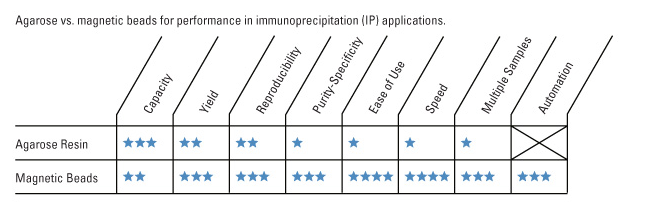 Agarose vs. magnetic beads for performance in immunoprecipitation (IP) applications.
Capacity
Yield
Reproducibility
Purity-Specificity
Ease of Use
Speed
Multiple Samples
Automation
Agarose Resin
Magnetic Beads